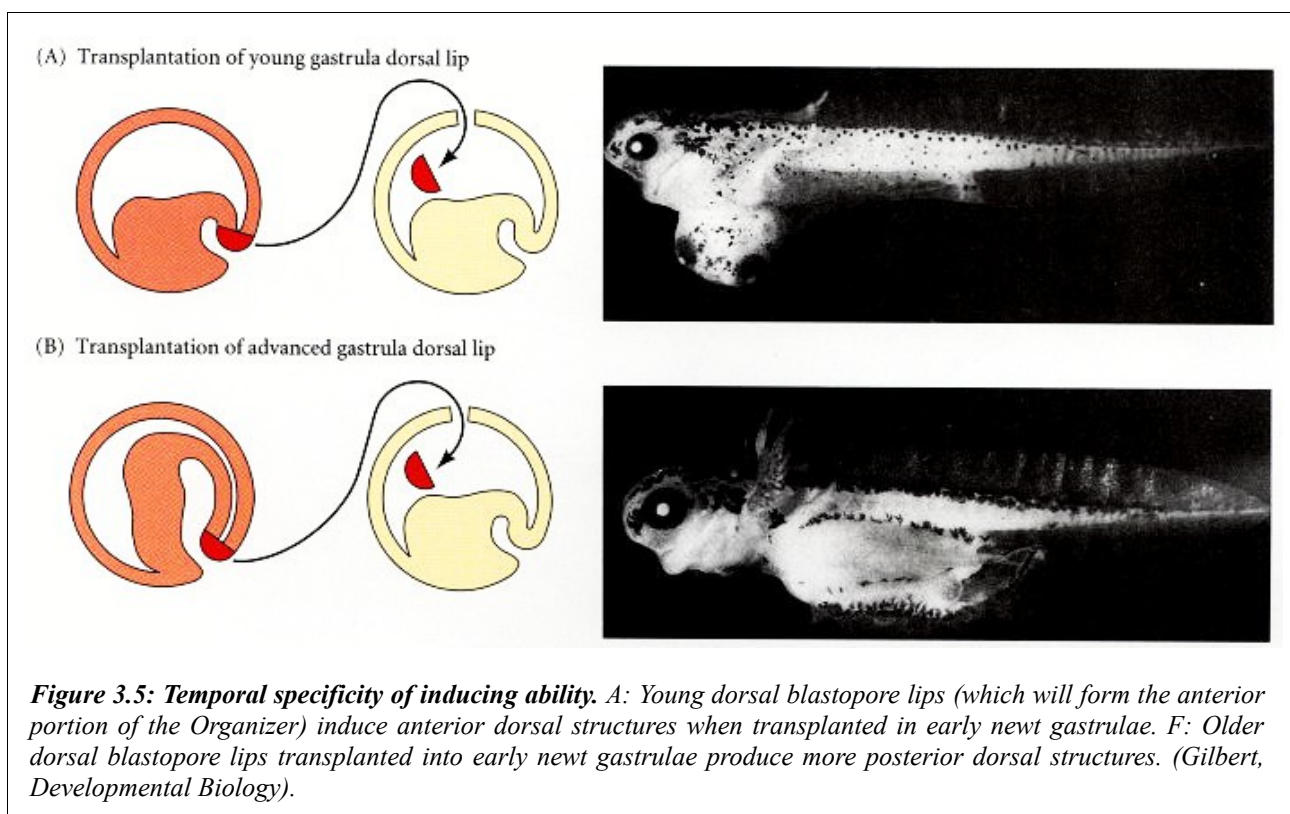 (A) Transplantation of young gastrula dorsal lip
(B) Transplantation of advanced gastrula dorsal lip
Figure 3.5: Temporal specificity of inducing ability. A: Young dorsal blastopore lips (which will form the anterior
portion of the Organizer) induce anterior dorsal structures when transplanted in early newt gastrulae. F: Older
dorsal blastopore lips transplanted into early newt gastrulae produce more posterior dorsal structures. (Gilbert,
Developmental Biology).